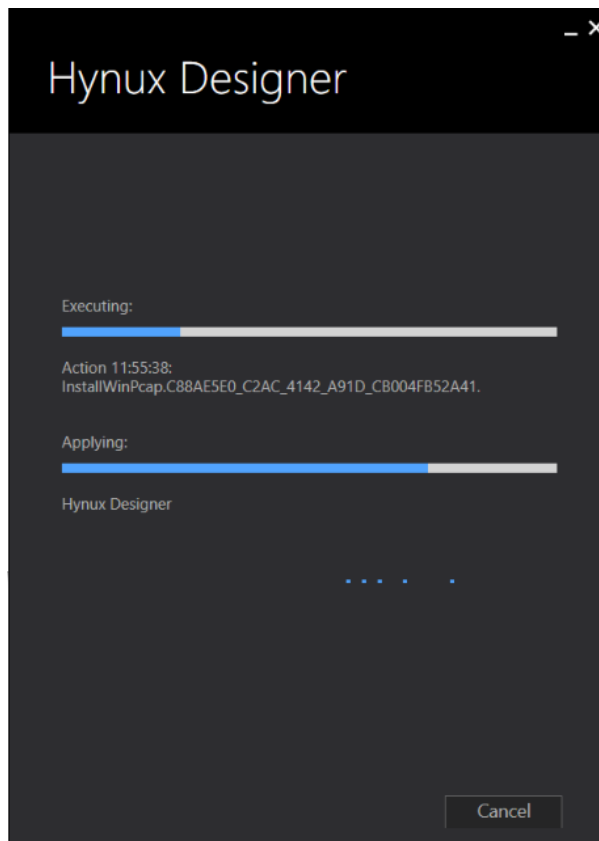 Hynux Designer
Executing:
Action 11:55:38:
InstallWinPcap.C88AE5E0_C2AC_4142_A91D_CB004FB52A41.
Applying:
Hynux Designer
Cancel